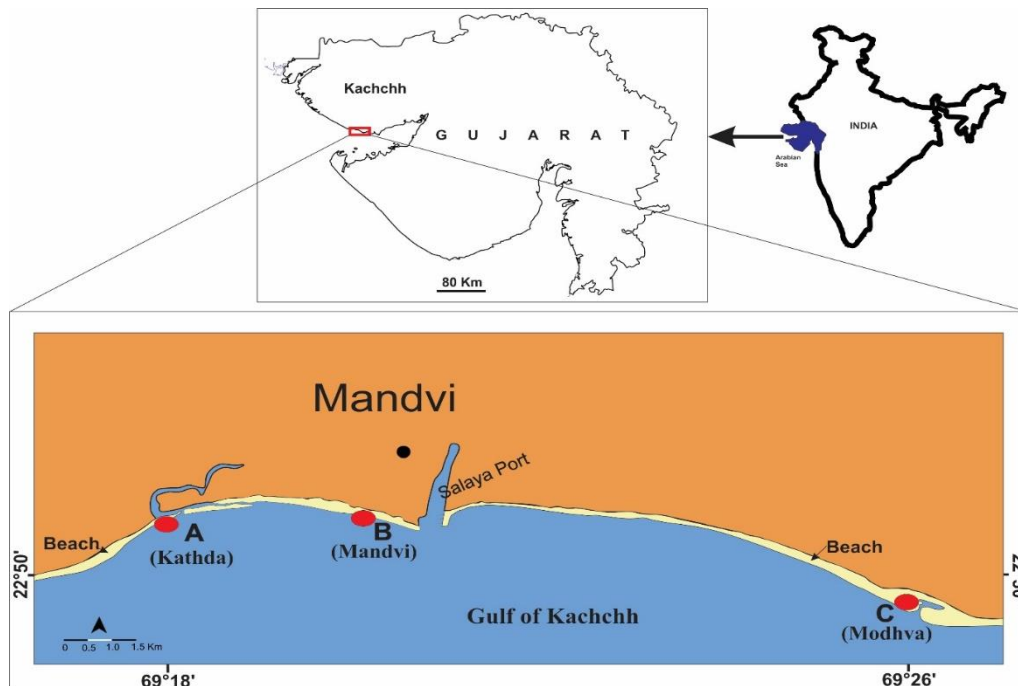 Kachchh
G U J A R A T
80 Km
INDIA
Arabian
Sea
Mandvi
Salaya Port
Beach
A
(Kathda)
B
(Mandvi)
Beach
C
(Modhva)
Gulf of Kachchh
22°50'
0 0.5 1.0 1.5 Km
69°18'
69°26'